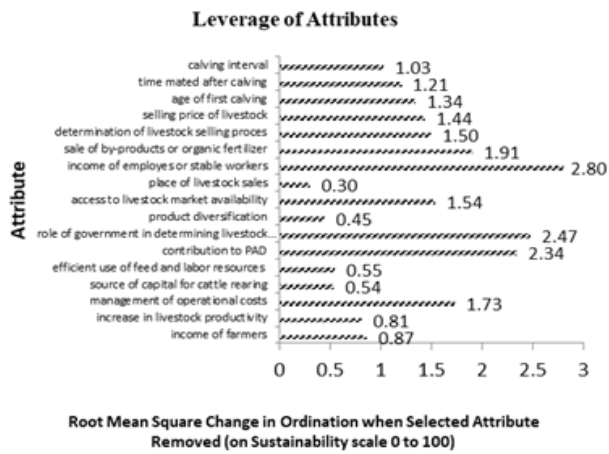 Leverage of Attributes
Attribute
calving interval 1.03
time mated after calving 1.21
age of first calving 1.34
selling price of livestock 1.44
determination of livestock selling proces 1.50
sale of by-products or organic fertilizer 1.91
income of employes or stable workers 2.80
place of livestock sales 0.30
access to livestock market availability 1.54
product diversification 0.45
role of government in determining livestock... 2.47
contribution to PAD 2.34
efficient use of feed and labor resources 0.55
source of capital for cattle rearing 0.54
management of operational costs 1.73
increase in livestock productivity 0.81
income of farmers 0.87
0 0.5 1 1.5 2 2.5 3
Root Mean Square Change in Ordination when Selected Attribute
Removed (on Sustainability scale 0 to 100)